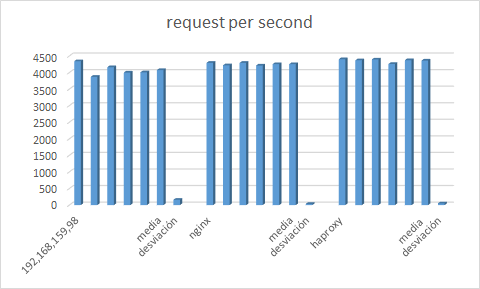 request per second
4500
4000
3500
3000
2500
2000
1500
1000
500
0
192,168,159,98
media
desviación
nginx
media
desviación
haproxy
media
desviación